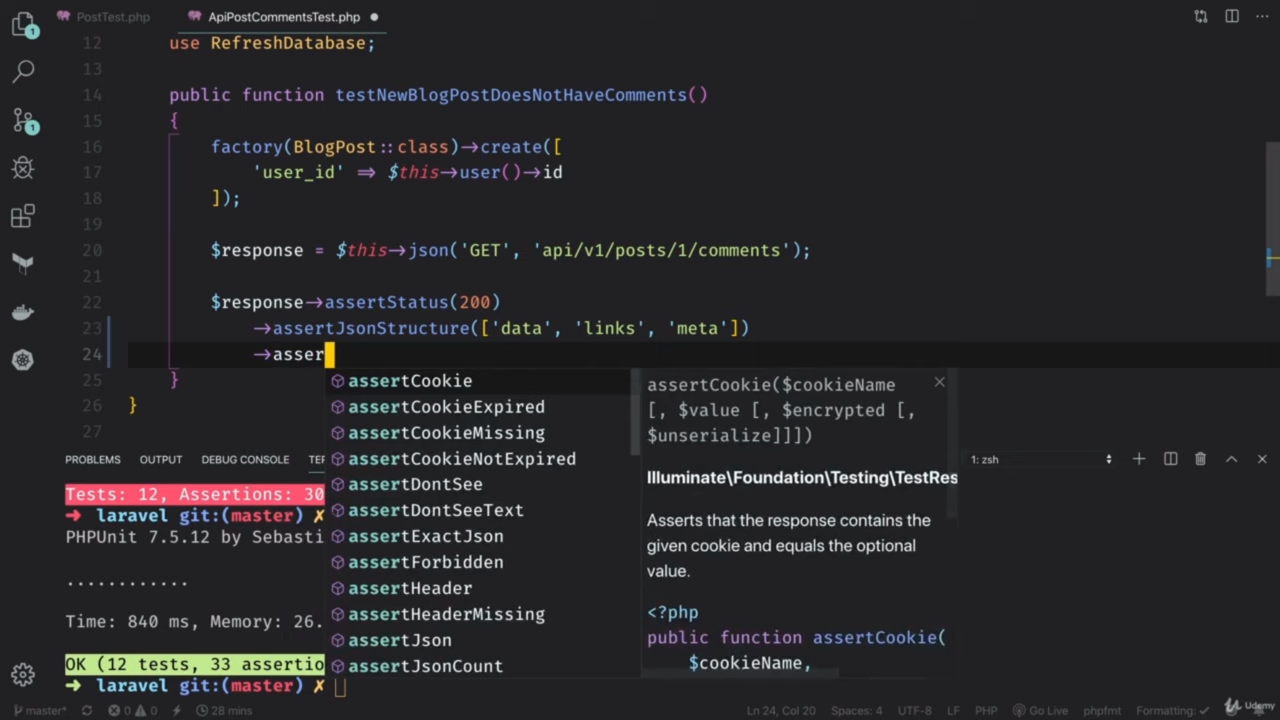 PostTest.php
ApiPostCommentsTest.php
12 use RefreshDatabase;
13
14 public function testNewBlogPostDoesNotHaveComments()
15 {
16 factory(BlogPost::class)->create([
17 'user_id' => $this->user()->id
18 ]);
19
20 $response = $this->json('GET', 'api/v1/posts/1/comments');
21
22 $response->assertStatus(200)
23 ->assertJsonStructure(['data', 'links', 'meta'])
24 ->asser
25 }
26 }
27
assertCookie
assertCookieExpired
assertCookieMissing
assertCookieNotExpired
assertDontSee
assertDontSeeText
assertExactJson
assertForbidden
assertHeader
assertHeaderMissing
assertJson
assertJsonCount
assertCookie($cookieName
[, $value [, $encrypted [,
$unserialize]]])
Illuminate\Foundation\Testing\TestRes
Asserts that the response contains the
given cookie and equals the optional
value.
<?php
public function assertCookie(
$cookieName,
PROBLEMS OUTPUT DEBUG CONSOLE TER
1: zsh
Tests: 12, Assertions: 30
➜ laravel git:(master) ✗
PHPUnit 7.5.12 by Sebasti
............
Time: 840 ms, Memory: 26.
OK (12 tests, 33 assertio
➜ laravel git:(master) ✗
master* 0 0 28 mins Ln 24, Col 20 Spaces: 4 UTF-8 LF PHP Go Live phpfmt Formatting: ✓
1
1
Udemy